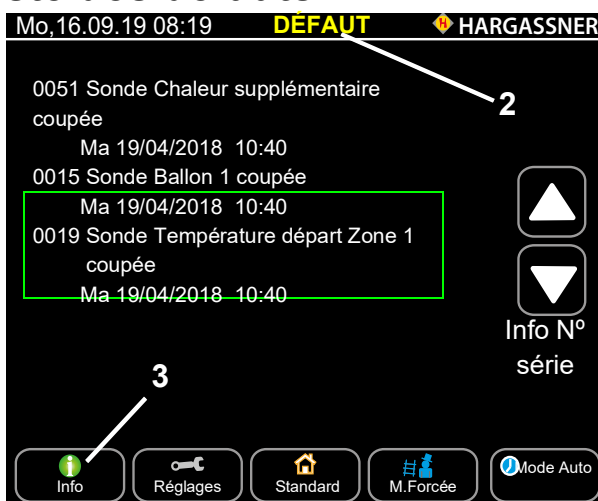 Mo,16.09.19 08:19 DÉFAUT HARGASSNER
2
0051 Sonde Chaleur supplémentaire
coupée
Ma 19/04/2018 10:40
0015 Sonde Ballon 1 coupée
Ma 19/04/2018 10:40
0019 Sonde Température départ Zone 1
coupée
Ma 19/04/2018 10:40
Info Nº
série
3
Info Réglages Standard M.Forcée Mode Auto